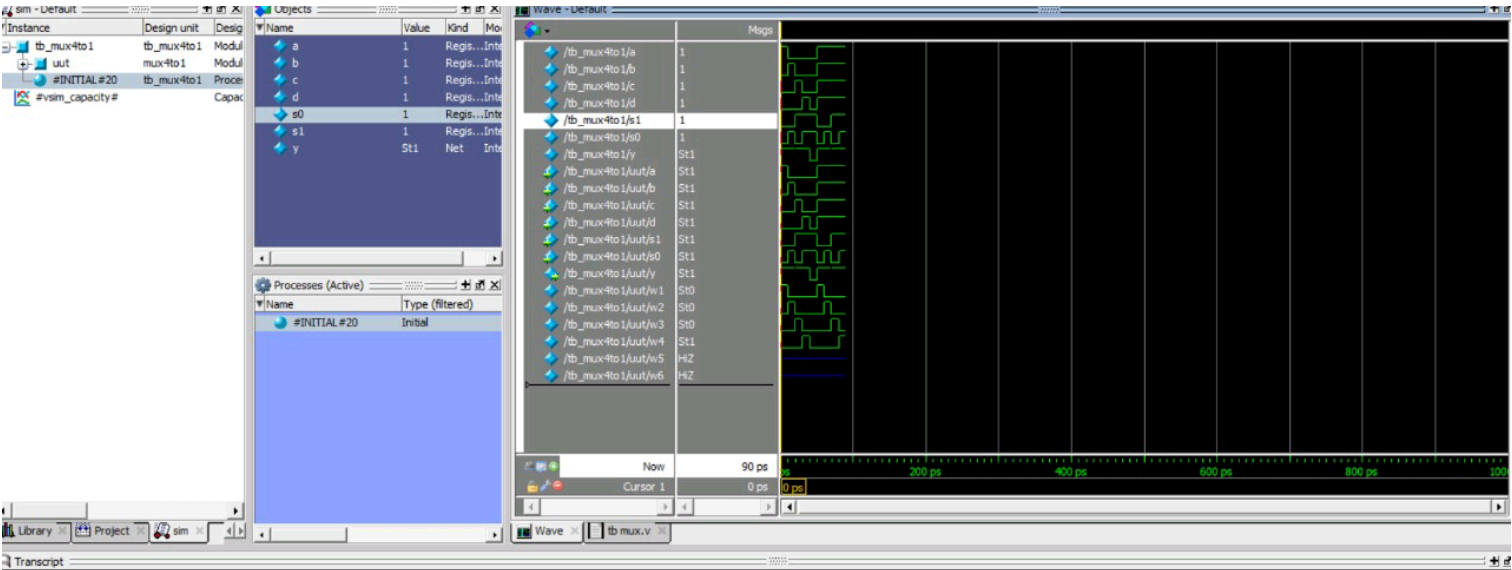 sim - Default
Instance Design unit Desig
tb_mux4to1 tb_mux4to1 Modul
uut mux4to1 Modul
#INITIAL#20 tb_mux4to1 Proce
#vsim_capacity# Capac
Library Project sim
Objects
Name Value Kind Mo
a 1 Regis...Inte
b 1 Regis...Inte
c 1 Regis...Inte
d 1 Regis...Inte
s0 1 Regis...Inte
s1 1 Regis...Inte
y St1 Net Inte
Processes (Active)
Name Type (filtered)
#INITIAL#20 Initial
Wave - Default
Msgs
/tb_mux4to1/a 1
/tb_mux4to1/b 1
/tb_mux4to1/c 1
/tb_mux4to1/d 1
/tb_mux4to1/s1 1
/tb_mux4to1/s0 1
/tb_mux4to1/y St1
/tb_mux4to1/uut/a St1
/tb_mux4to1/uut/b St1
/tb_mux4to1/uut/c St1
/tb_mux4to1/uut/d St1
/tb_mux4to1/uut/s1 St1
/tb_mux4to1/uut/s0 St1
/tb_mux4to1/uut/y St1
/tb_mux4to1/uut/w1 St0
/tb_mux4to1/uut/w2 St0
/tb_mux4to1/uut/w3 St0
/tb_mux4to1/uut/w4 St1
/tb_mux4to1/uut/w5 HiZ
/tb_mux4to1/uut/w6 HiZ
Now 90 ps
ps 200 ps 400 ps 600 ps 800 ps 100
Cursor 1 0 ps 0 ps
Wave tb mux.v
Transcript